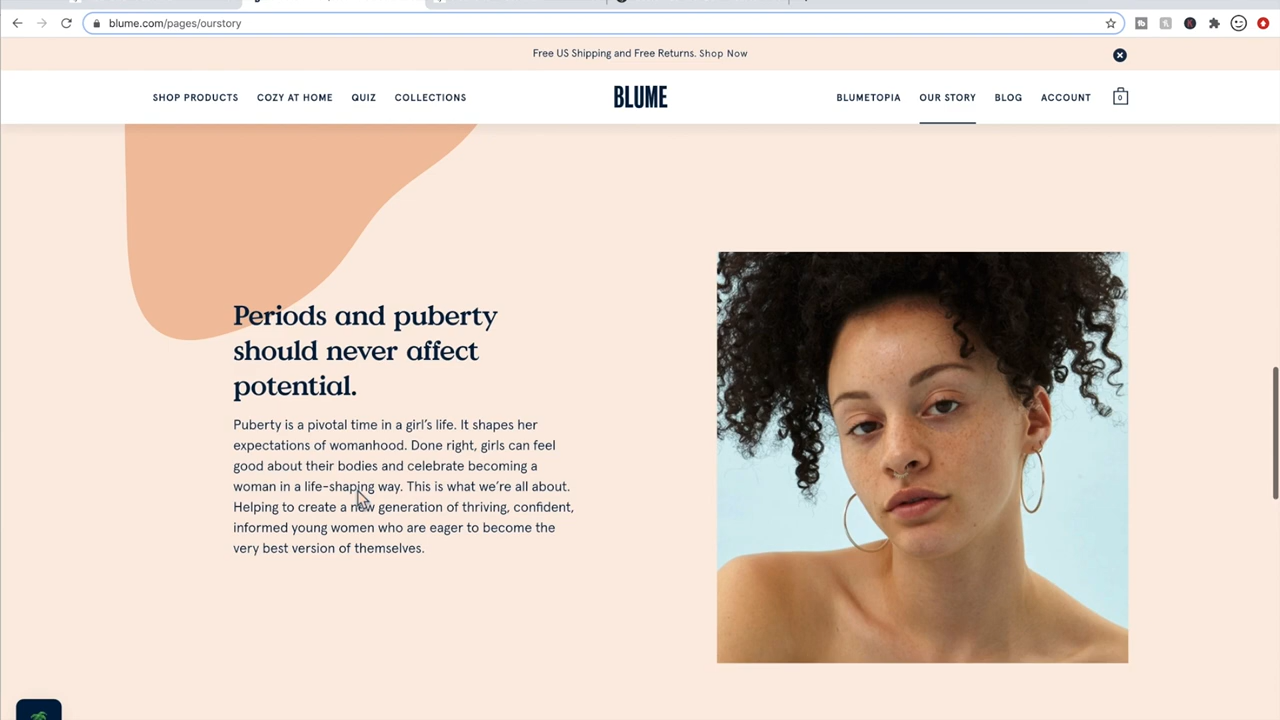 blume.com/pages/ourstory
Free US Shipping and Free Returns. Shop Now
SHOP PRODUCTS COZY AT HOME QUIZ COLLECTIONS BLUME BLUMETOPIA OUR STORY BLOG ACCOUNT 0
Periods and puberty
should never affect
potential.
Puberty is a pivotal time in a girl's life. It shapes her
expectations of womanhood. Done right, girls can feel
good about their bodies and celebrate becoming a
woman in a life-shaping way. This is what we're all about.
Helping to create a new generation of thriving, confident,
informed young women who are eager to become the
very best version of themselves.